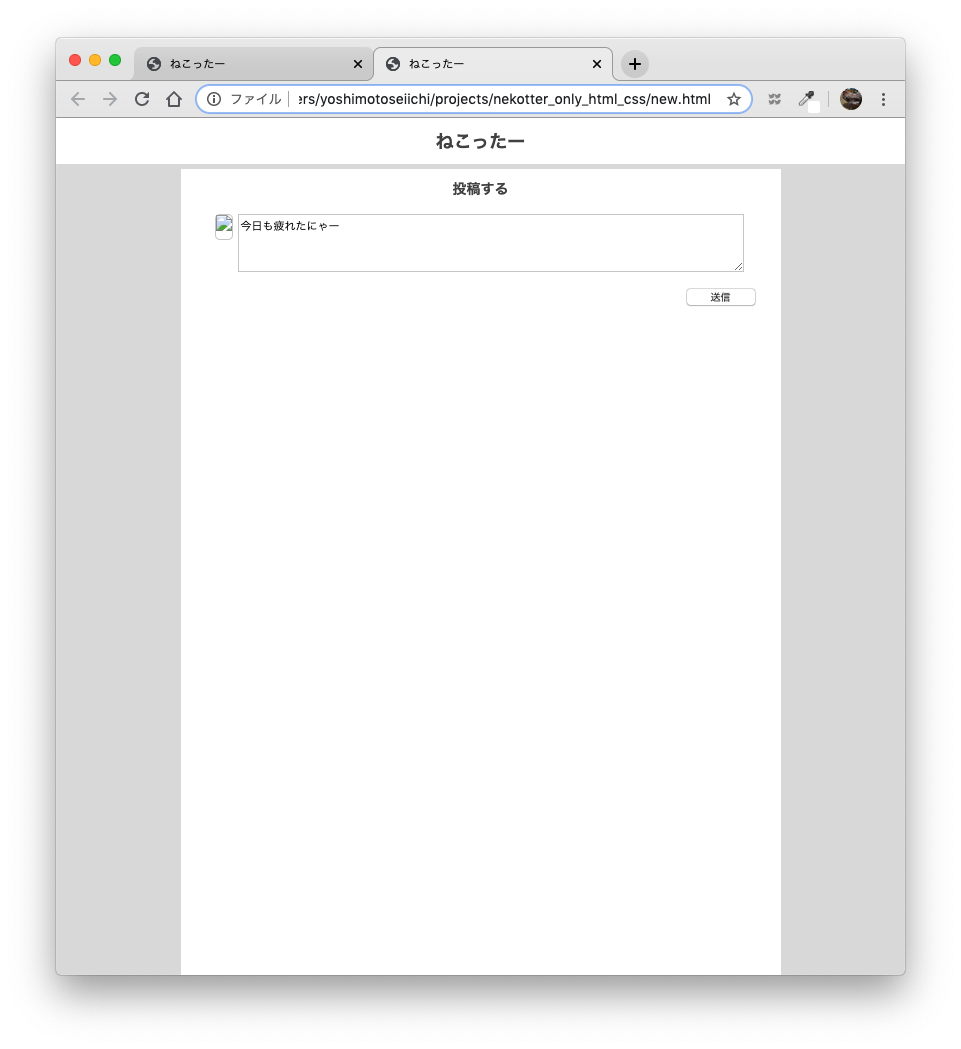 ねこったー
ねこったー
ファイル
ers/yoshimotoseiichi/projects/nekotter_only_html_css/new.html
ねこったー
投稿する
今日も疲れたにゃー
送信